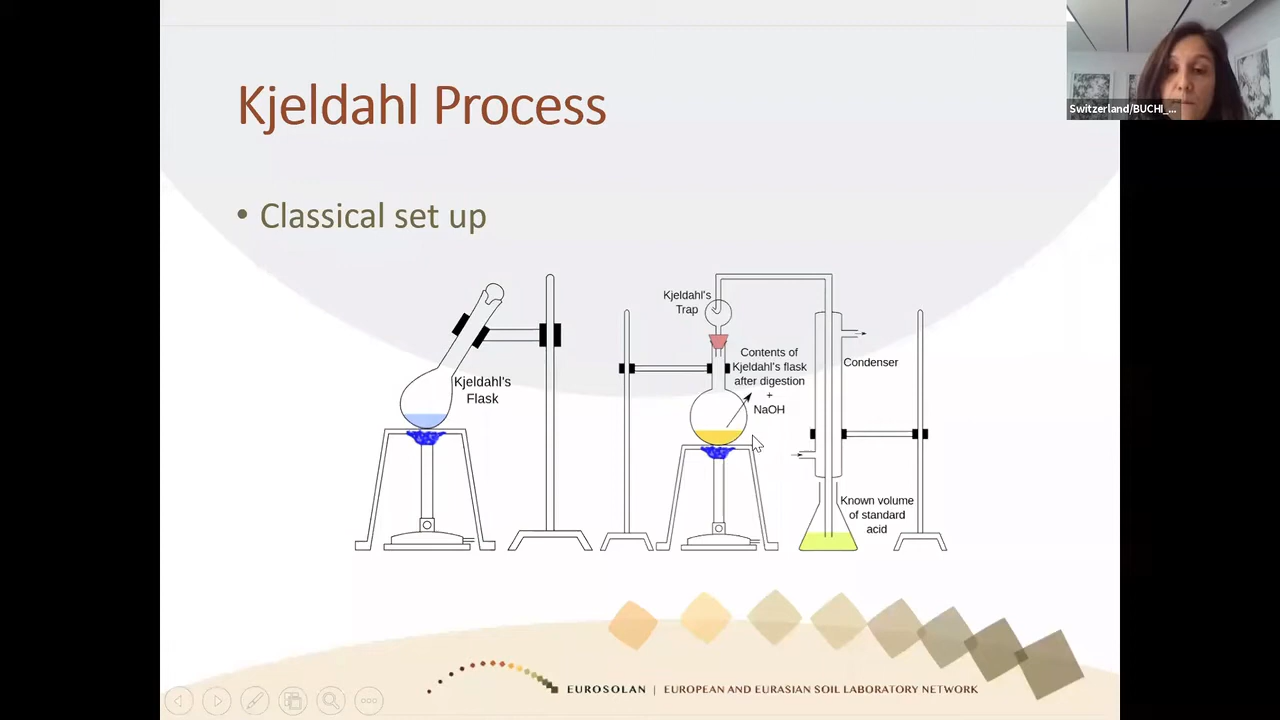 Kjeldahl Process
Switzerland/BUCHI_...
• Classical set up
Kjeldahl's
Flask
Kjeldahl's
Trap
Contents of
Kjeldahl's flask
after digestion
+
NaOH
Condenser
Known volume
of standard
acid
EUROSOLAN | EUROPEAN AND EURASIAN SOIL LABORATORY NETWORK